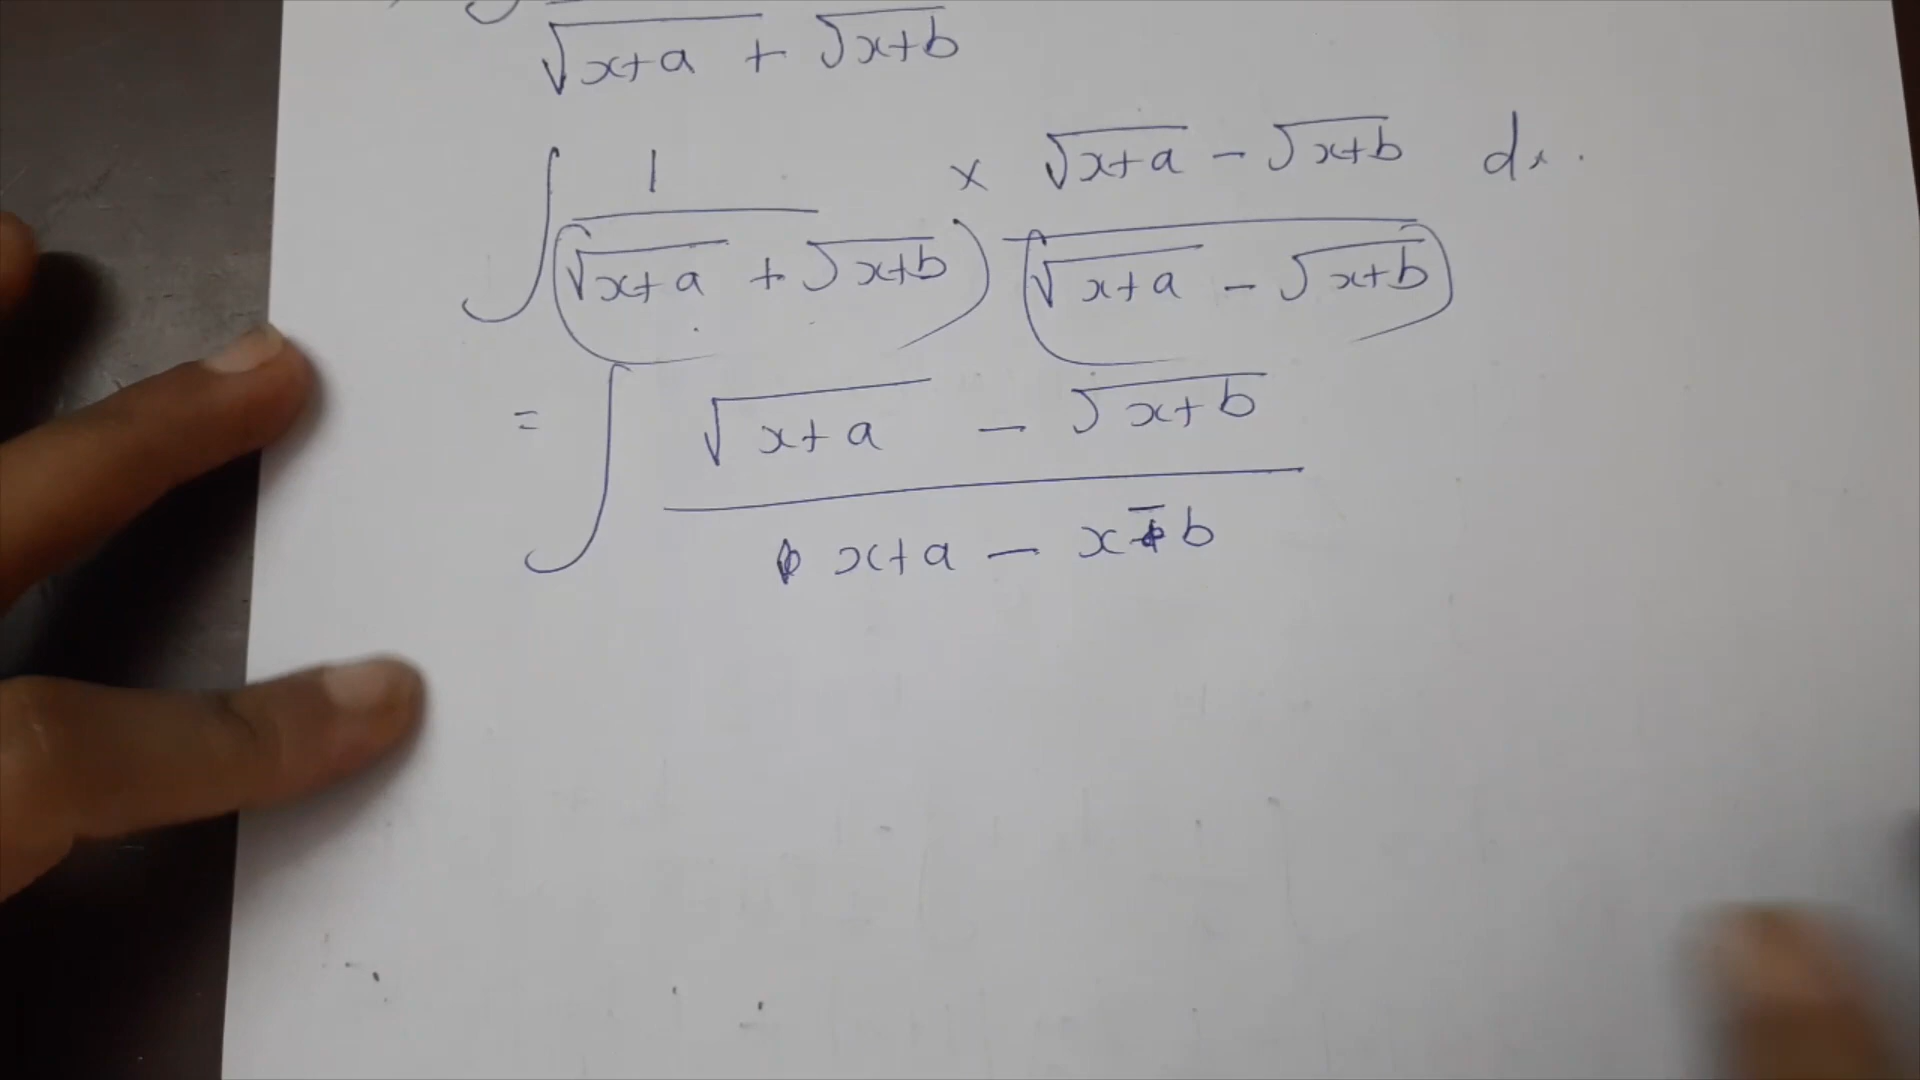 √x+a + √x+b
∫ 1 × √x+a − √x+b dx.
(√x+a + √x+b) (√x+a − √x+b)
= ∫ √x+a − √x+b
x+a − x − b